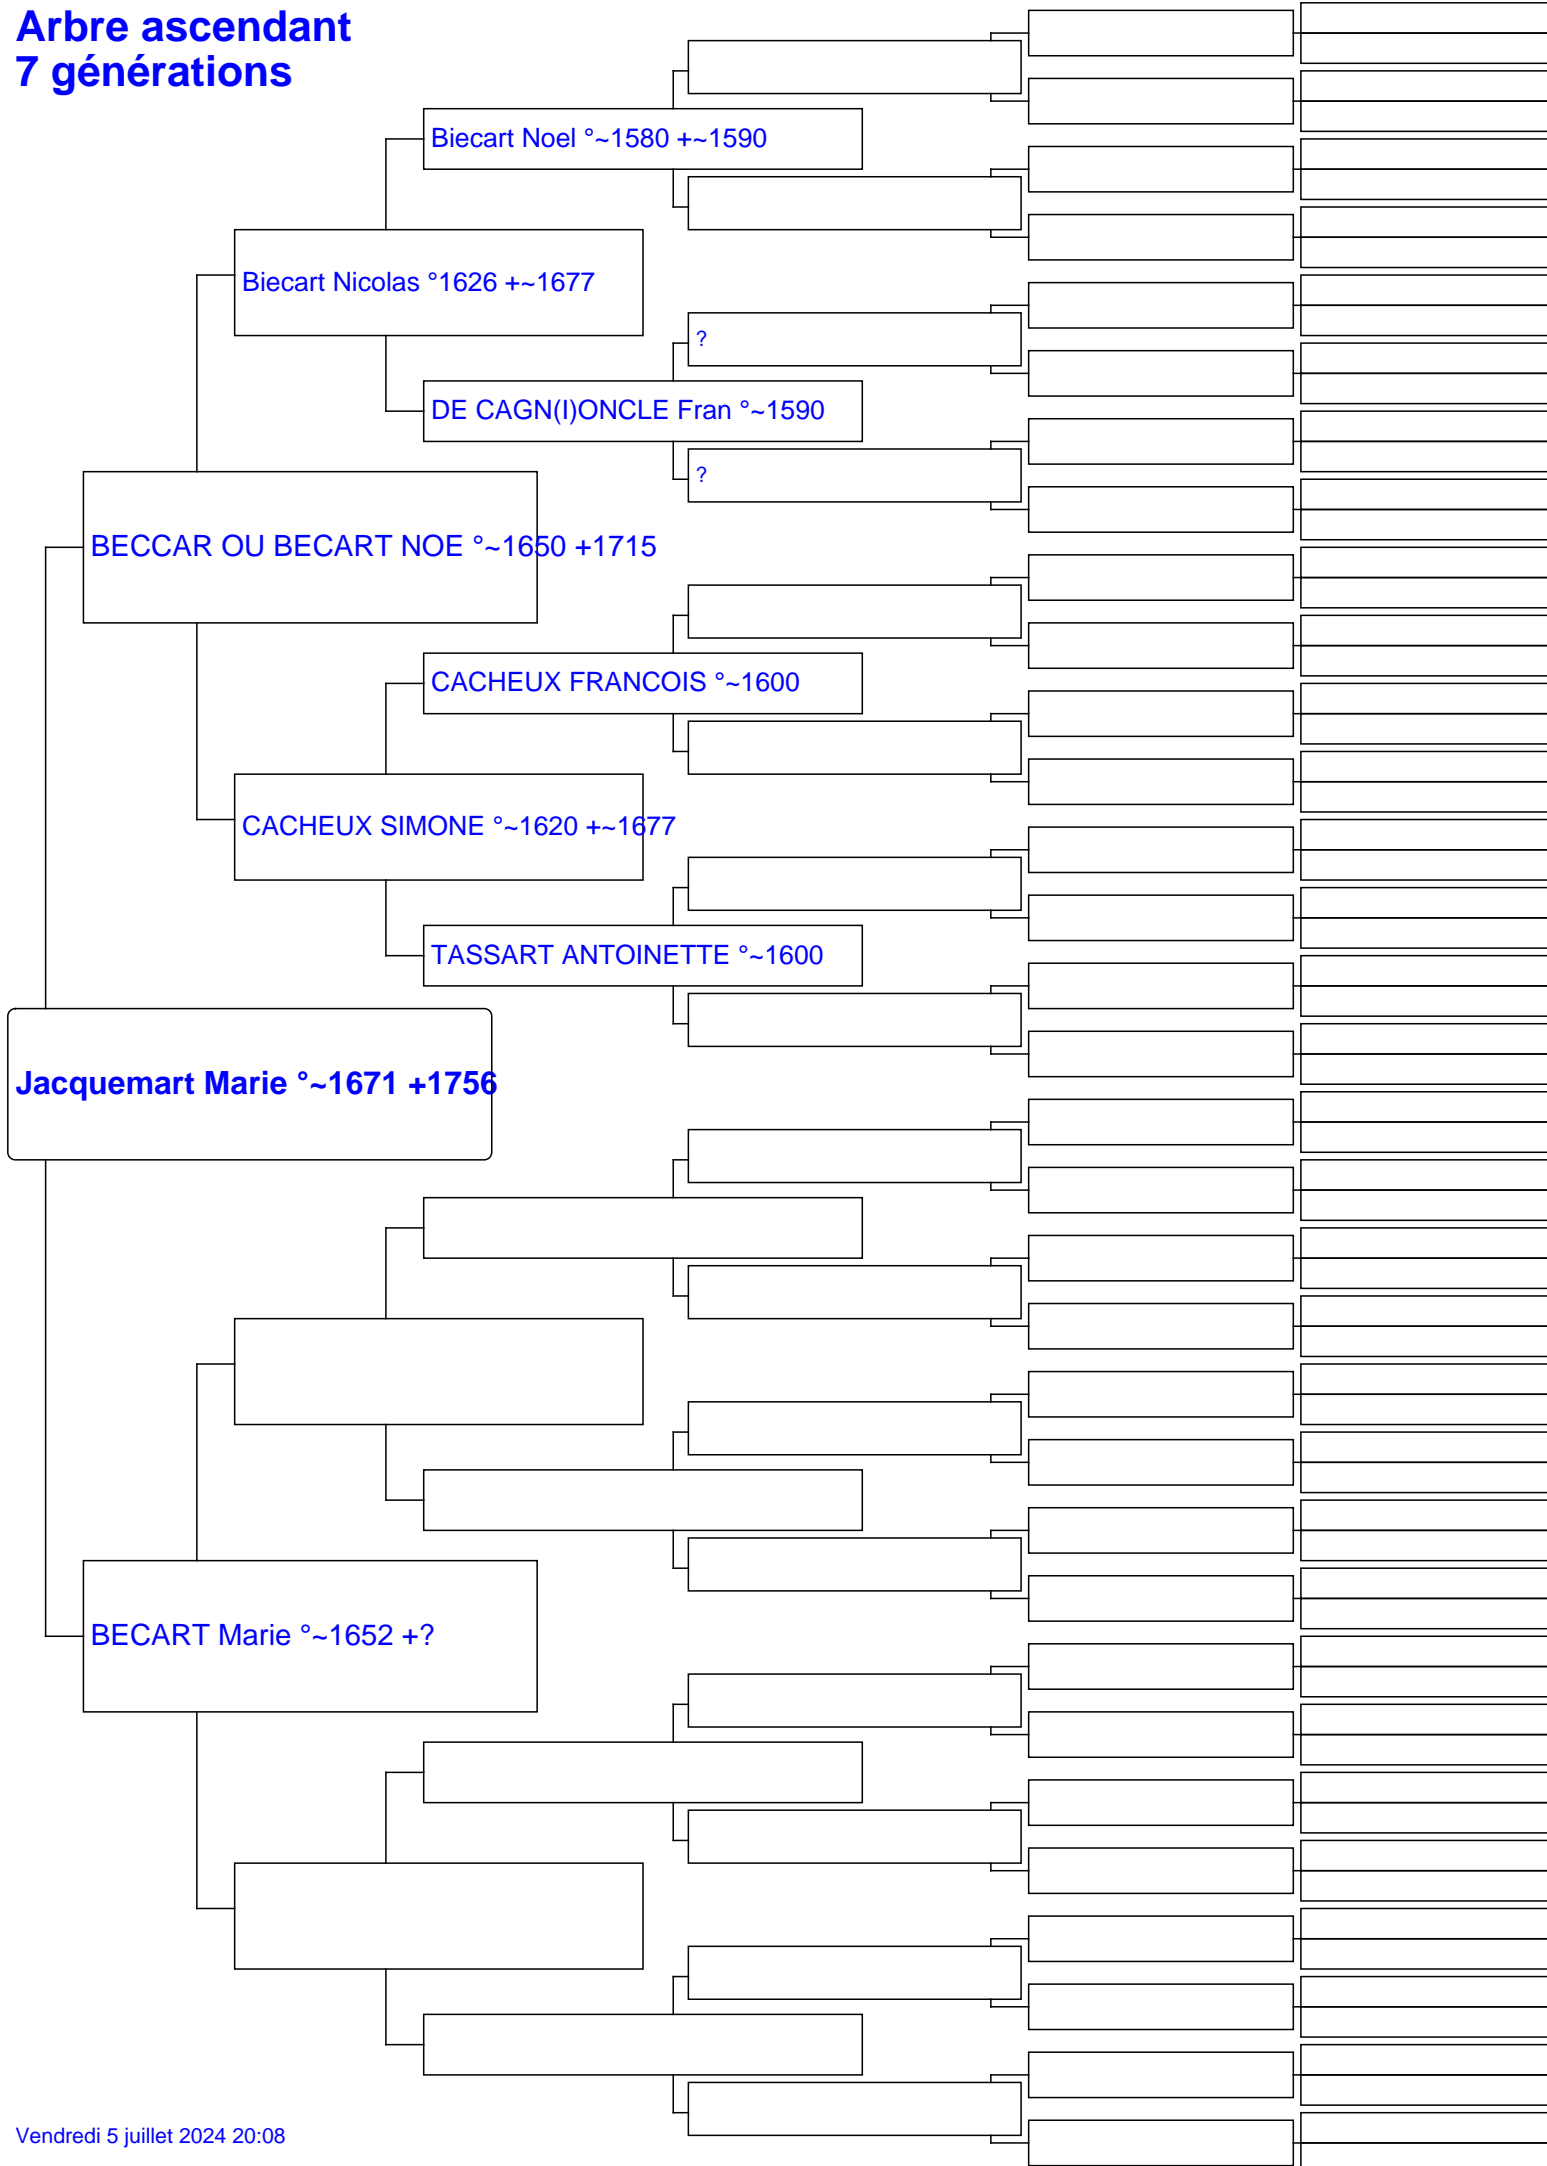 Arbre ascendant
7 générations
Biecart Noel °~1580 +~1590
Biecart Nicolas °1626 +~1677
?
DE CAGN(I)ONCLE Fran °~1590
?
BECCAR OU BECART NOE °~1650 +1715
CACHEUX FRANCOIS °~1600
CACHEUX SIMONE °~1620 +~1677
TASSART ANTOINETTE °~1600
Jacquemart Marie °~1671 +1756
BECART Marie °~1652 +?
Vendredi 5 juillet 2024 20:08